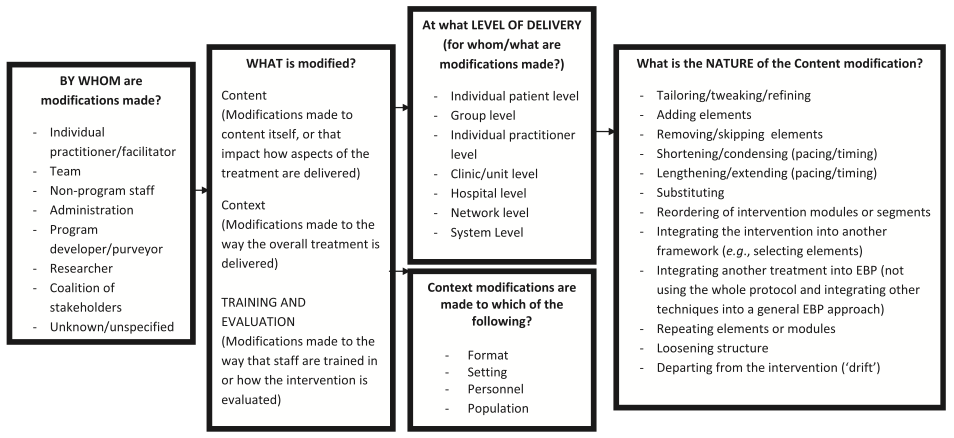 BY WHOM are
modifications made?
- Individual
practitioner/facilitator
- Team
- Non-program staff
- Administration
- Program
developer/purveyor
- Researcher
- Coalition of
stakeholders
- Unknown/unspecified
WHAT is modified?
Content
(Modifications made to
content itself, or that
impact how aspects of the
treatment are delivered)
Context
(Modifications made to the
way the overall treatment is
delivered)
TRAINING AND
EVALUATION
(Modifications made to the
way that staff are trained in
or how the intervention is
evaluated)
At what LEVEL OF DELIVERY
(for whom/what are
modifications made?)
- Individual patient level
- Group level
- Individual practitioner
level
- Clinic/unit level
- Hospital level
- Network level
- System Level
Context modifications are
made to which of the
following?
- Format
- Setting
- Personnel
- Population
What is the NATURE of the Content modification?
- Tailoring/tweaking/refining
- Adding elements
- Removing/skipping elements
- Shortening/condensing (pacing/timing)
- Lengthening/extending (pacing/timing)
- Substituting
- Reordering of intervention modules or segments
- Integrating the intervention into another
framework (e.g., selecting elements)
- Integrating another treatment into EBP (not
using the whole protocol and integrating other
techniques into a general EBP approach)
- Repeating elements or modules
- Loosening structure
- Departing from the intervention (‘drift’)